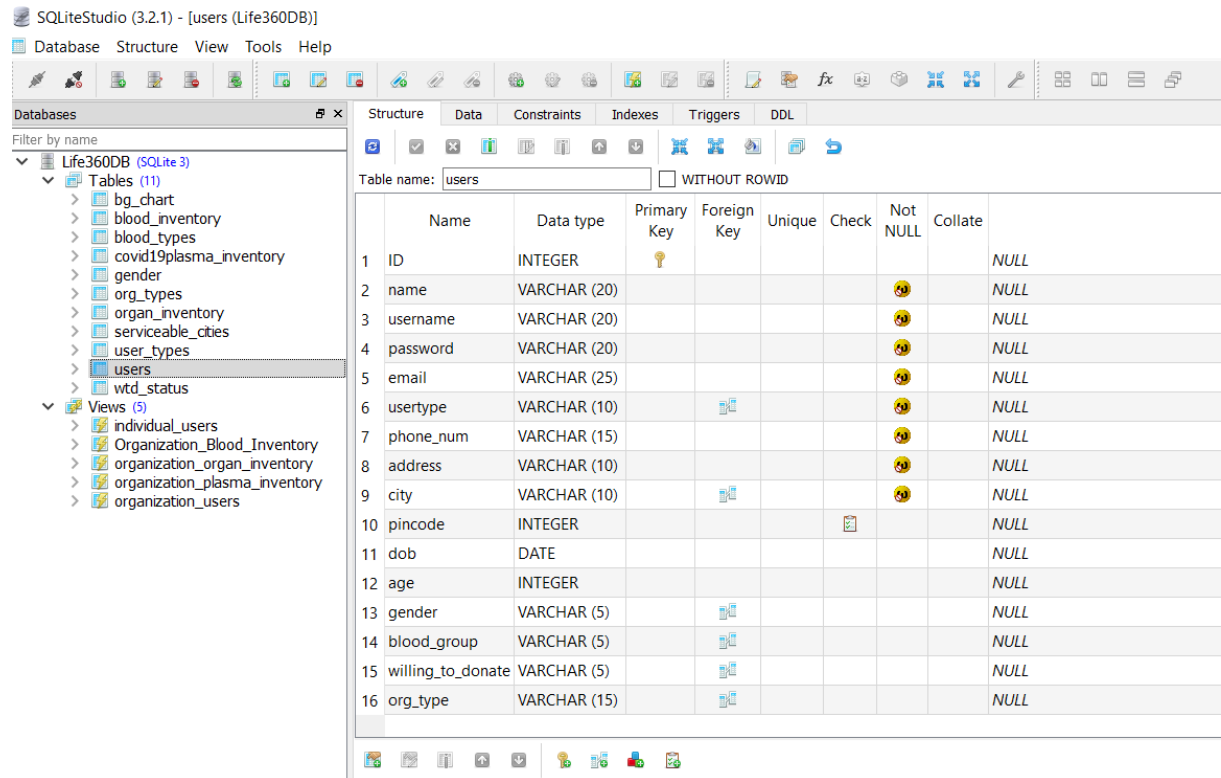 SQLiteStudio (3.2.1) - [users (Life360DB)]
Database Structure View Tools Help
Databases
Filter by name
Life360DB (SQLite 3)
Tables (11)
bg_chart
blood_inventory
blood_types
covid19plasma_inventory
gender
org_types
organ_inventory
serviceable_cities
user_types
users
wtd_status
Views (5)
individual_users
Organization_Blood_Inventory
organization_organ_inventory
organization_plasma_inventory
organization_users
Structure Data Constraints Indexes Triggers DDL
Table name: users WITHOUT ROWID
Name Data type Primary Key Foreign Key Unique Check Not NULL Collate
1 ID INTEGER NULL
2 name VARCHAR (20) NULL
3 username VARCHAR (20) NULL
4 password VARCHAR (20) NULL
5 email VARCHAR (25) NULL
6 usertype VARCHAR (10) NULL
7 phone_num VARCHAR (15) NULL
8 address VARCHAR (10) NULL
9 city VARCHAR (10) NULL
10 pincode INTEGER NULL
11 dob DATE NULL
12 age INTEGER NULL
13 gender VARCHAR (5) NULL
14 blood_group VARCHAR (5) NULL
15 willing_to_donate VARCHAR (5) NULL
16 org_type VARCHAR (15) NULL